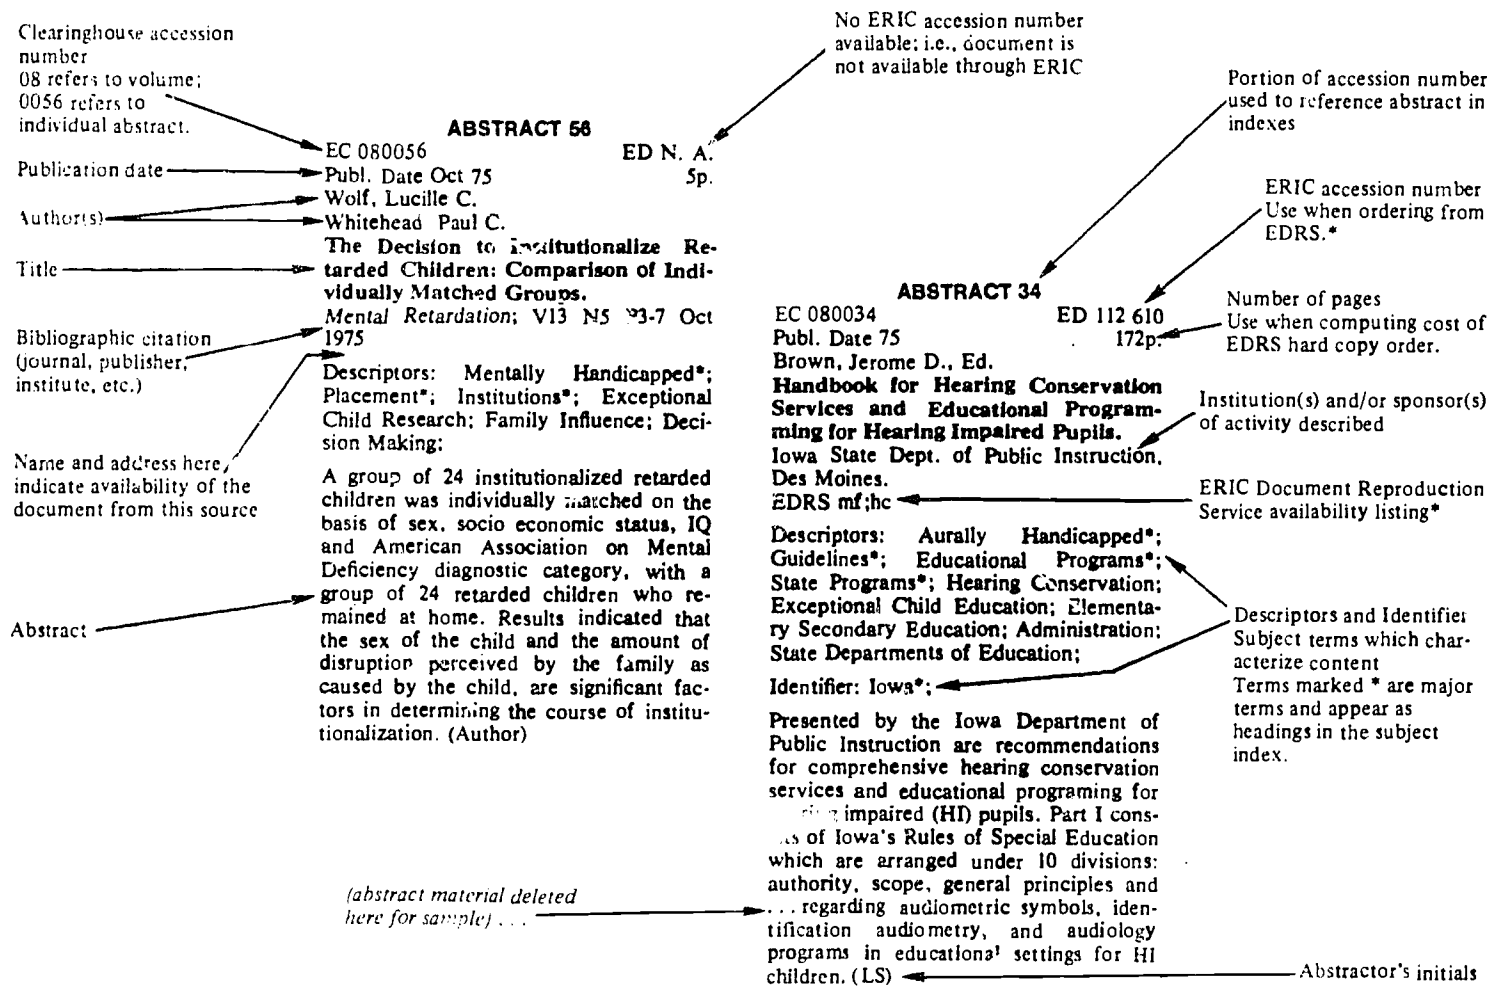 Clearinghouse accession
number
08 refers to volume;
0056 refers to
individual abstract.
Publication date
Author(s)
Title
Bibliographic citation
(journal, publisher,
institute, etc.)
Name and address here
indicate availability of the
document from this source
Abstract
No ERIC accession number
available; i.e., document is
not available through ERIC
ABSTRACT 56
EC 080056 ED N. A.
Publ. Date Oct 75 5p.
Wolf, Lucille C.
Whitehead Paul C.
The Decision to Institutionalize Re-
tarded Children: Comparison of Indi-
vidually Matched Groups.
Mental Retardation; V13 N5 Oct
1975
Descriptors: Mentally Handicapped*;
Placement*; Institutions*; Exceptional
Child Research; Family Influence; Deci-
sion Making;
A group of 24 institutionalized retarded
children was individually matched on the
basis of sex, socio economic status, IQ
and American Association on Mental
Deficiency diagnostic category, with a
group of 24 retarded children who re-
mained at home. Results indicated that
the sex of the child and the amount of
disruption perceived by the family as
caused by the child, are significant fac-
tors in determining the course of institu-
tionalization. (Author)
(abstract material deleted
here for sample) . . .
Portion of accession number
used to reference abstract in
indexes
ABSTRACT 34
EC 080034 ED 112 610
Publ. Date 75 172p.
Brown, Jerome D., Ed.
Handbook for Hearing Conservation
Services and Educational Program-
ming for Hearing Impaired Pupils.
Iowa State Dept. of Public Instruction,
Des Moines.
EDRS mf;hc
Descriptors: Aurally Handicapped*;
Guidelines*; Educational Programs*;
State Programs*; Hearing Conservation;
Exceptional Child Education; Elementa-
ry Secondary Education; Administration;
State Departments of Education;
Identifier: Iowa*;
Presented by the Iowa Department of
Public Instruction are recommendations
for comprehensive hearing conservation
services and educational programing for
impaired (HI) pupils. Part I cons-
of Iowa's Rules of Special Education
which are arranged under 10 divisions:
authority, scope, general principles and
. . . regarding audiometric symbols, iden-
tification audiometry, and audiology
programs in educational settings for HI
children. (LS)
ERIC accession number
Use when ordering from
EDRS.*
Number of pages
Use when computing cost of
EDRS hard copy order.
Institution(s) and/or sponsor(s)
of activity described
ERIC Document Reproduction
Service availability listing*
Descriptors and Identifier
Subject terms which char-
acterize content
Terms marked * are major
terms and appear as
headings in the subject
index.
Abstractor's initials